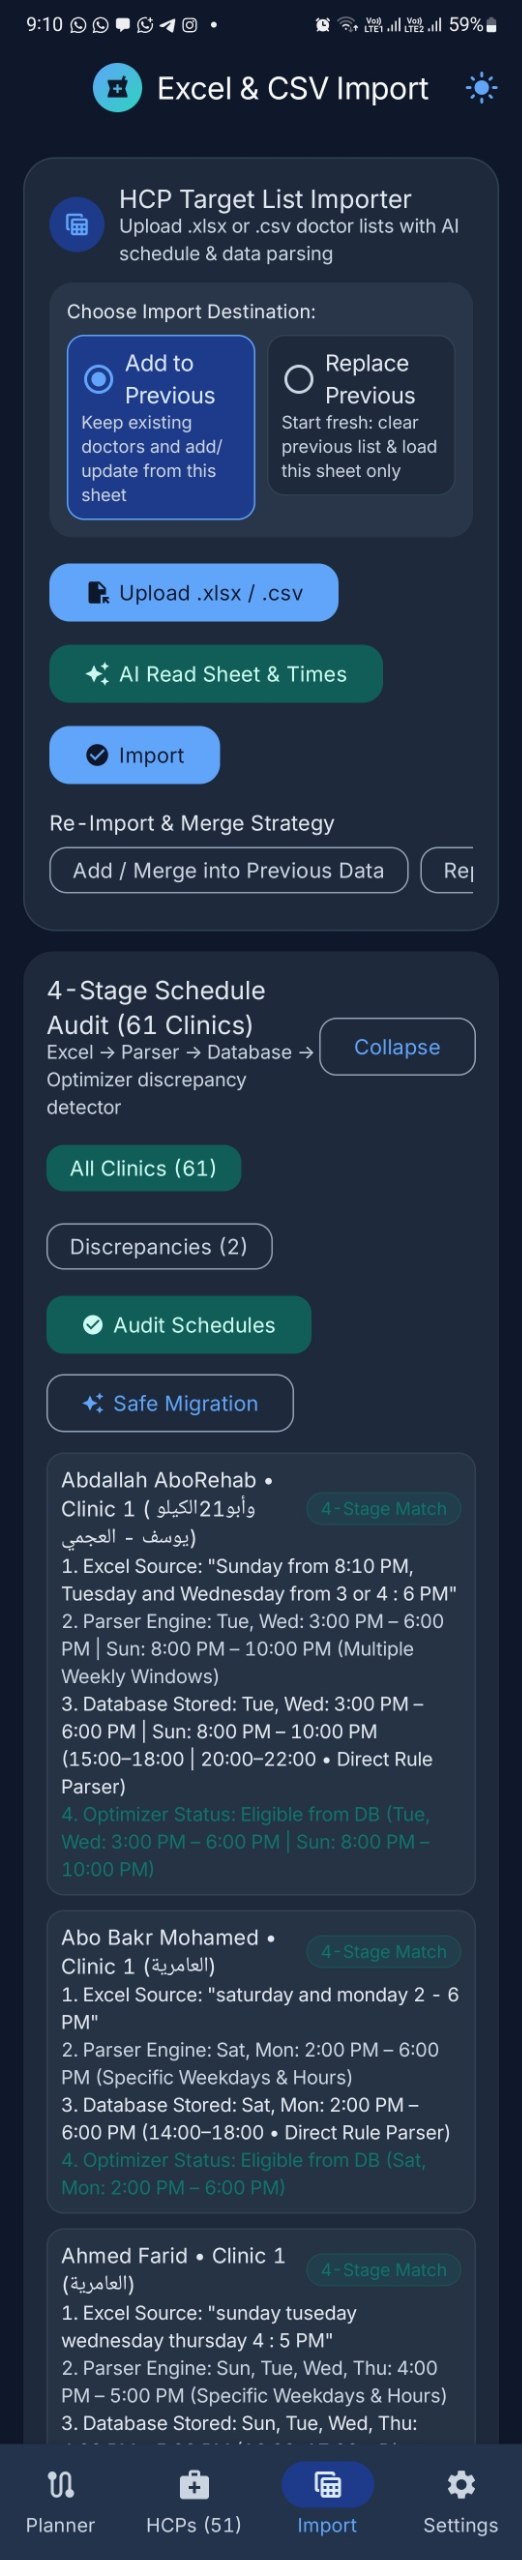 9:10
Vo) LTE1 Vo) LTE2 59%
Excel & CSV Import
HCP Target List Importer
Upload .xlsx or .csv doctor lists with AI
schedule & data parsing
Choose Import Destination:
Add to
Previous
Keep existing
doctors and add/
update from this
sheet
Replace
Previous
Start fresh: clear
previous list & load
this sheet only
Upload .xlsx / .csv
AI Read Sheet & Times
Import
Re-Import & Merge Strategy
Add / Merge into Previous Data
Rep
4-Stage Schedule
Audit (61 Clinics)
Excel → Parser → Database →
Optimizer discrepancy
detector
Collapse
All Clinics (61)
Discrepancies (2)
Audit Schedules
Safe Migration
Abdallah AboRehab •
Clinic 1 (الكيلو21وأبو
يوسف - العجمي)
4-Stage Match
1. Excel Source: "Sunday from 8:10 PM,
Tuesday and Wednesday from 3 or 4 : 6 PM"
2. Parser Engine: Tue, Wed: 3:00 PM – 6:00
PM | Sun: 8:00 PM – 10:00 PM (Multiple
Weekly Windows)
3. Database Stored: Tue, Wed: 3:00 PM –
6:00 PM | Sun: 8:00 PM – 10:00 PM
(15:00–18:00 | 20:00–22:00 • Direct Rule
Parser)
4. Optimizer Status: Eligible from DB (Tue,
Wed: 3:00 PM – 6:00 PM | Sun: 8:00 PM –
10:00 PM)
Abo Bakr Mohamed •
Clinic 1 (العامرية)
4-Stage Match
1. Excel Source: "saturday and monday 2 - 6
PM"
2. Parser Engine: Sat, Mon: 2:00 PM – 6:00
PM (Specific Weekdays & Hours)
3. Database Stored: Sat, Mon: 2:00 PM –
6:00 PM (14:00–18:00 • Direct Rule Parser)
4. Optimizer Status: Eligible from DB (Sat,
Mon: 2:00 PM – 6:00 PM)
Ahmed Farid • Clinic 1
(العامرية)
4-Stage Match
1. Excel Source: "sunday tuseday
wednesday thursday 4 : 5 PM"
2. Parser Engine: Sun, Tue, Wed, Thu: 4:00
PM – 5:00 PM (Specific Weekdays & Hours)
3. Database Stored: Sun, Tue, Wed, Thu:
Planner
HCPs (51)
Import
Settings